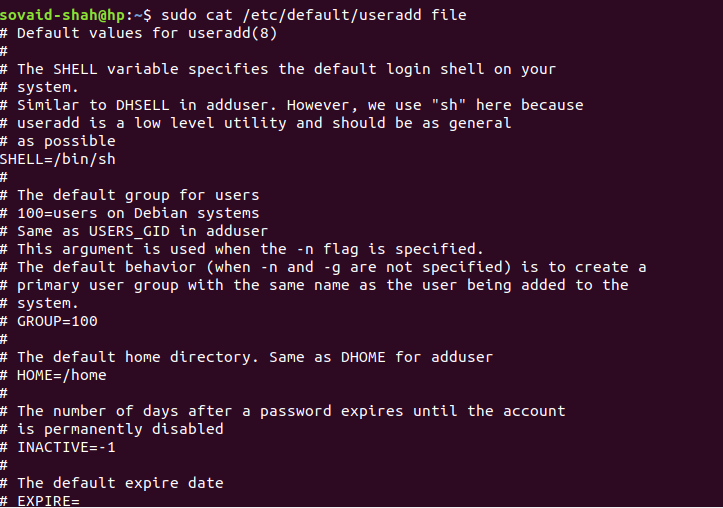 sovaid-shah@hp:~$ sudo cat /etc/default/useradd file
# Default values for useradd(8)
#
# The SHELL variable specifies the default login shell on your
# system.
# Similar to DHSELL in adduser. However, we use "sh" here because
# useradd is a low level utility and should be as general
# as possible
SHELL=/bin/sh
#
# The default group for users
# 100=users on Debian systems
# Same as USERS_GID in adduser
# This argument is used when the -n flag is specified.
# The default behavior (when -n and -g are not specified) is to create a
# primary user group with the same name as the user being added to the
# system.
# GROUP=100
#
# The default home directory. Same as DHOME for adduser
# HOME=/home
#
# The number of days after a password expires until the account
# is permanently disabled
# INACTIVE=-1
#
# The default expire date
# EXPIRE=